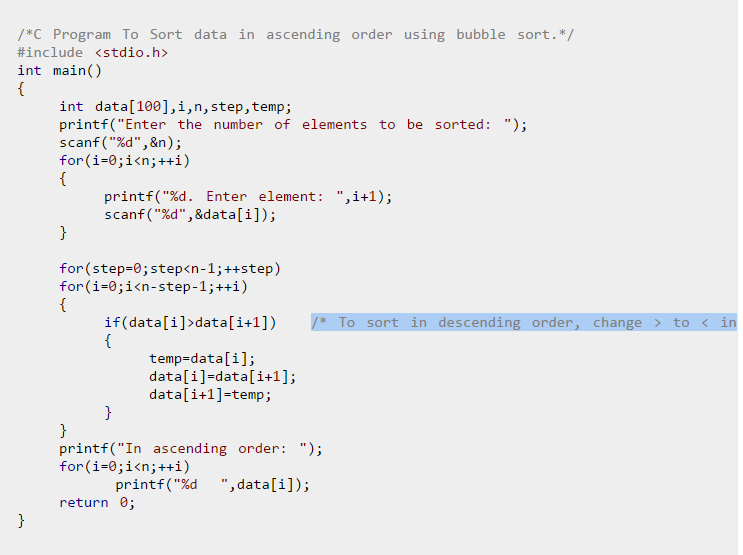 /*C Program To Sort data in ascending order using bubble sort.*/
#include <stdio.h>
int main()
{
int data[100],i,n,step,temp;
printf("Enter the number of elements to be sorted: ");
scanf("%d",&n);
for(i=0;i<n;++i)
{
printf("%d. Enter element: ",i+1);
scanf("%d",&data[i]);
}
for(step=0;step<n-1;++step)
for(i=0;i<n-step-1;++i)
{
if(data[i]>data[i+1])    /* To sort in descending order, change > to < in
{
temp=data[i];
data[i]=data[i+1];
data[i+1]=temp;
}
}
printf("In ascending order: ");
for(i=0;i<n;++i)
printf("%d  ",data[i]);
return 0;
}